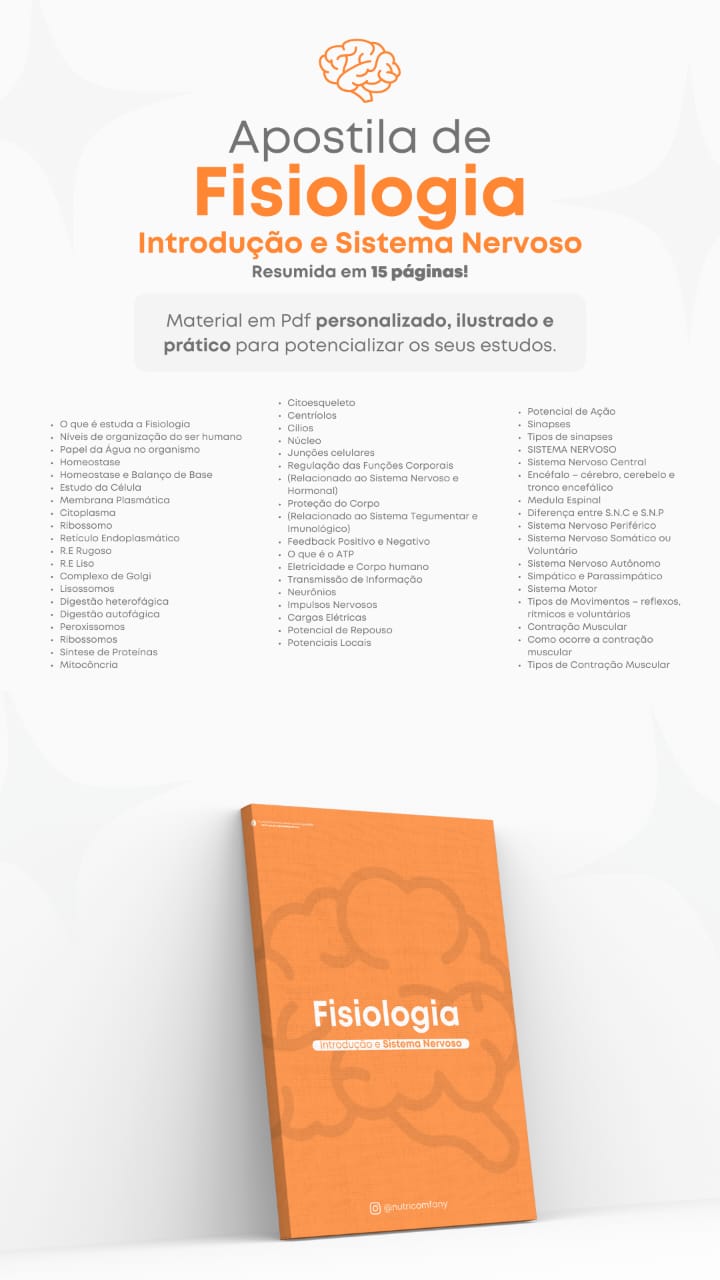 Apostila de
Fisiologia
Introdução e Sistema Nervoso
Resumida em 15 páginas!
Material em Pdf personalizado, ilustrado e
prático para potencializar os seus estudos.
• O que é estuda a Fisiologia
• Níveis de organização do ser humano
• Papel da Água no organismo
• Homeostase
• Homeostase e Balanço de Base
• Estudo da Célula
• Membrana Plasmática
• Citoplasma
• Ribossomo
• Retículo Endoplasmático
• R.E Rugoso
• R.E Liso
• Complexo de Golgi
• Lisossomos
• Digestão heterofágica
• Digestão autofágica
• Peroxissomos
• Ribossomos
• Síntese de Proteínas
• Mitocôncria
• Citoesqueleto
• Centríolos
• Cílios
• Núcleo
• Junções celulares
• Regulação das Funções Corporais
• (Relacionado ao Sistema Nervoso e
Hormonal)
• Proteção do Corpo
• (Relacionado ao Sistema Tegumentar e
Imunológico)
• Feedback Positivo e Negativo
• O que é o ATP
• Eletricidade e Corpo humano
• Transmissão de Informação
• Neurônios
• Impulsos Nervosos
• Cargos Elétricas
• Potencial de Repouso
• Potenciais Locais
• Potencial de Ação
• Sinapses
• Tipos de sinapses
• SISTEMA NERVOSO
• Sistema Nervoso Central
• Encéfalo – cérebro, cerebelo e
tronco encefálico
• Medula Espinal
• Diferença entre S.N.C e S.N.P
• Sistema Nervoso Periférico
• Sistema Nervoso Somático ou
Voluntário
• Sistema Nervoso Autônomo
• Simpático e Parassimpático
• Sistema Motor
• Tipos de Movimentos – reflexos,
rítmicos e voluntários
• Contração Muscular
• Como ocorre a contração
muscular
• Tipos de Contração Muscular
Fisiologia
Introdução e Sistema Nervoso
@nutricomfany